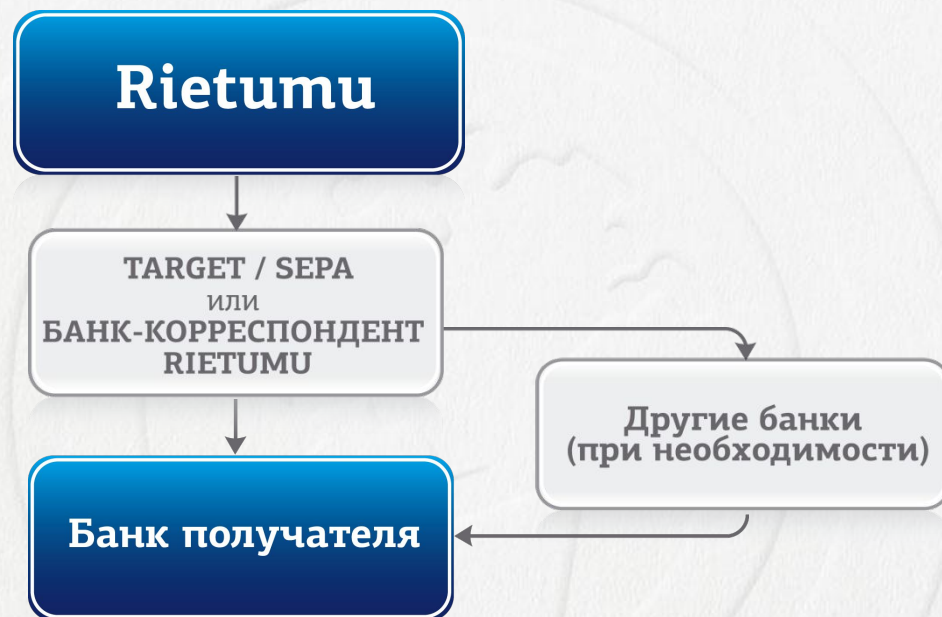 Rietumu
TARGET / SEPA
или
БАНК-КОРРЕСПОНДЕНТ
RIETUMU
Другие банки
(при необходимости)
Банк получателя